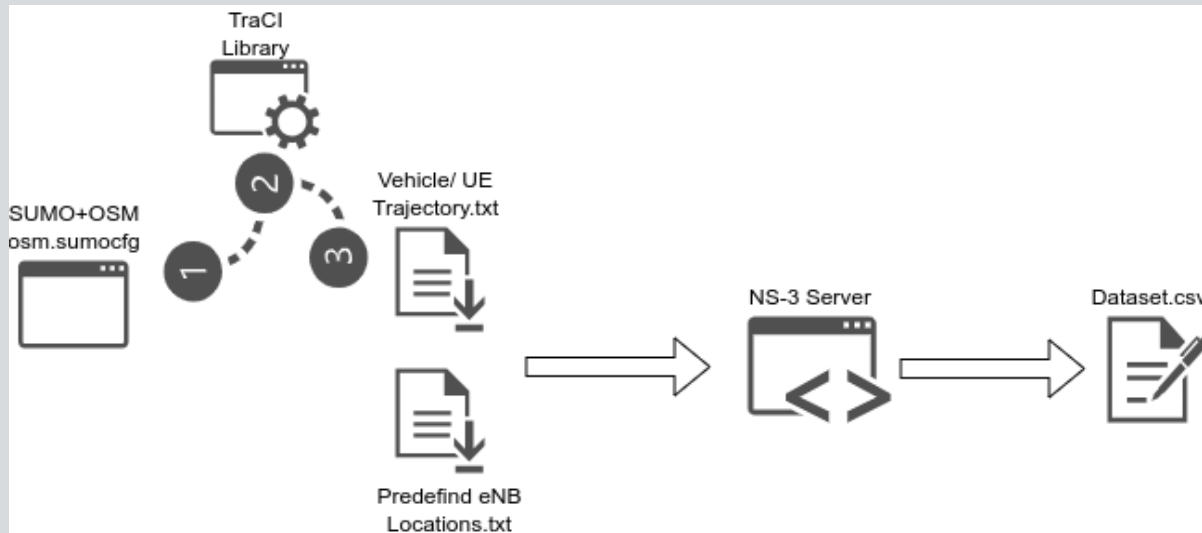 TraCI
Library
SUMO+OSM
osm.sumocfg
1
2
3
Vehicle/ UE
Trajectory.txt
Predefind eNB
Locations.txt
NS-3 Server
< >
Dataset.csv